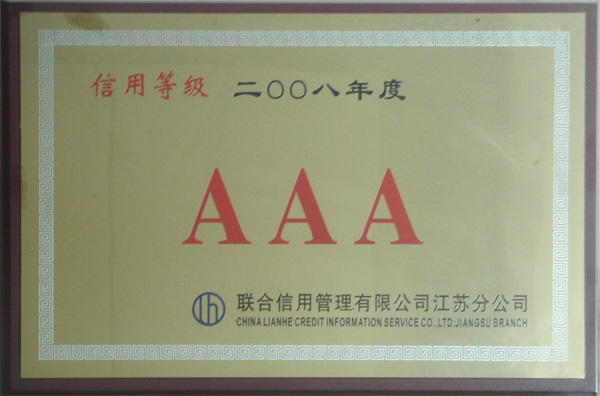 信用等级 二〇〇八年度
AAA
联合信用管理有限公司江苏分公司
CHINA LIANHE CREDIT INFORMATION SERVICE CO.,LTD.JIANGSU BRANCH